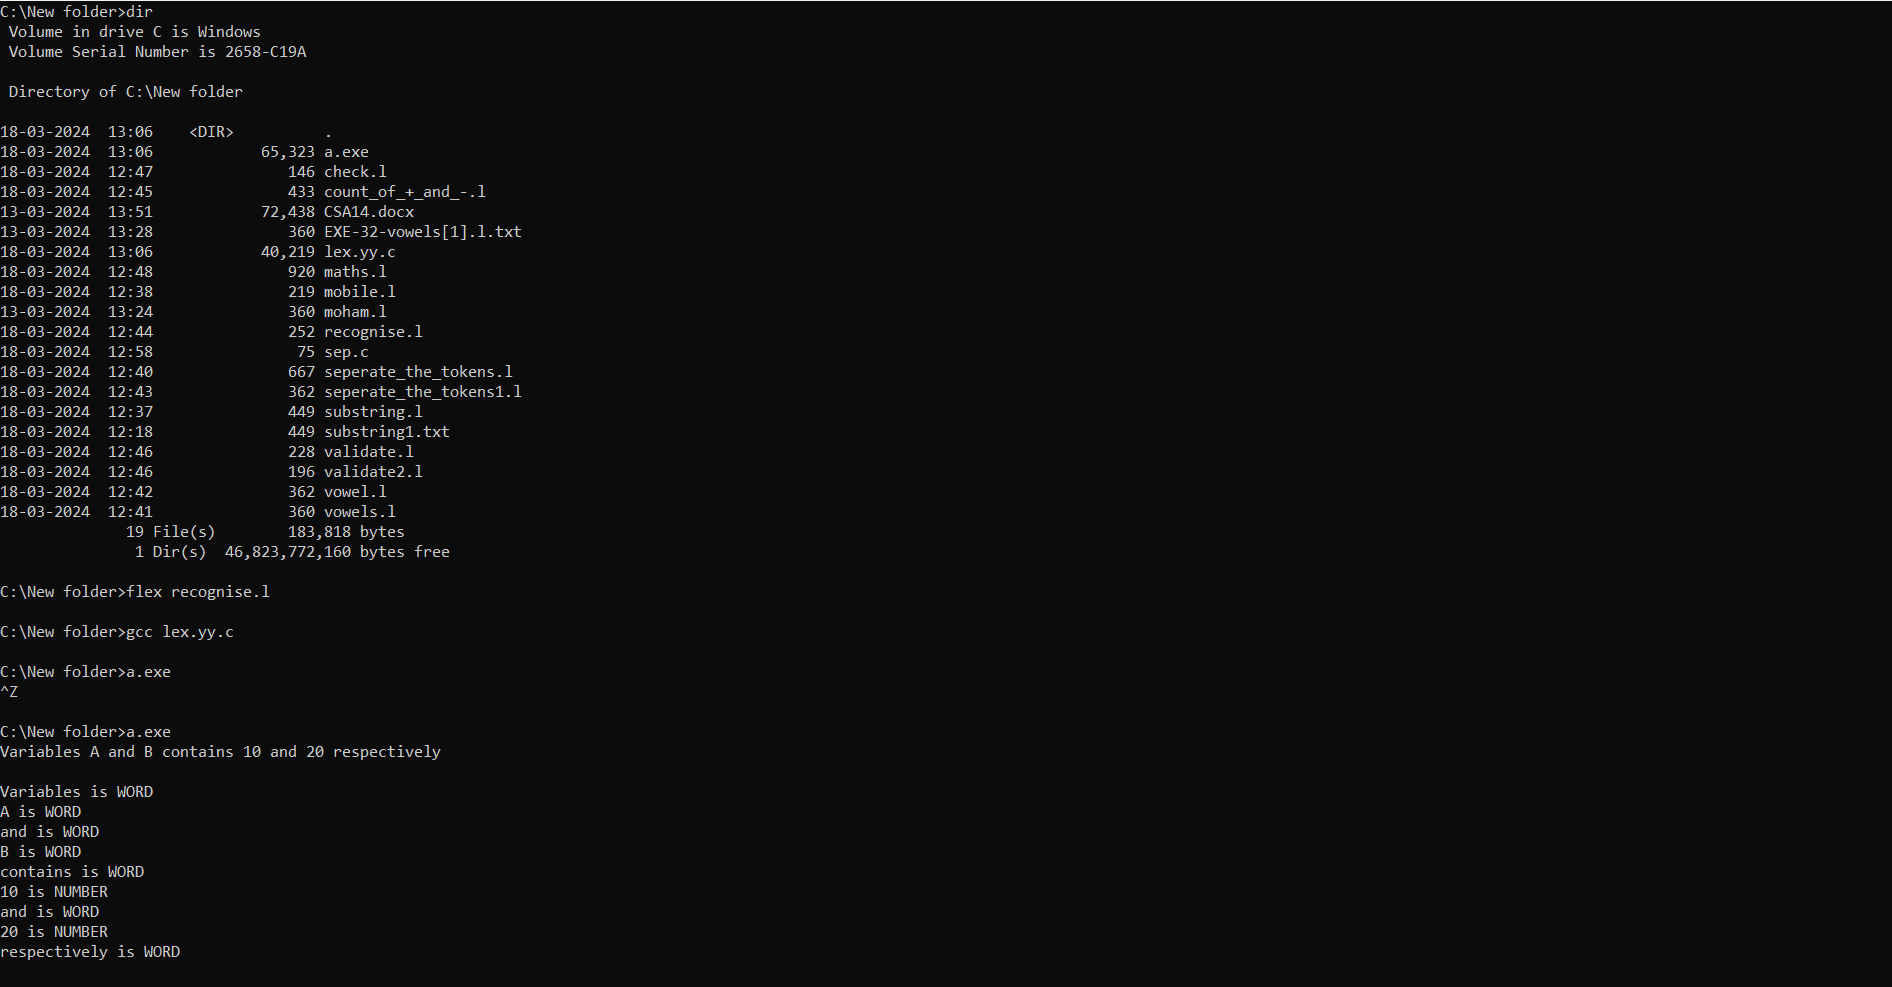 C:\New folder>dir
 Volume in drive C is Windows
 Volume Serial Number is 2658-C19A

 Directory of C:\New folder

18-03-2024  13:06    <DIR>          .
18-03-2024  13:06            65,323 a.exe
18-03-2024  12:47               146 check.l
18-03-2024  12:45               433 count_of_+_and_-.l
13-03-2024  13:51            72,438 CSA14.docx
13-03-2024  13:28               360 EXE-32-vowels[1].l.txt
18-03-2024  13:06            40,219 lex.yy.c
18-03-2024  12:48               920 maths.l
18-03-2024  12:38               219 mobile.l
13-03-2024  13:24               360 moham.l
18-03-2024  12:44               252 recognise.l
18-03-2024  12:58                75 sep.c
18-03-2024  12:40               667 seperate_the_tokens.l
18-03-2024  12:43               362 seperate_the_tokens1.l
18-03-2024  12:37               449 substring.l
18-03-2024  12:18               449 substring1.txt
18-03-2024  12:46               228 validate.l
18-03-2024  12:46               196 validate2.l
18-03-2024  12:42               362 vowel.l
18-03-2024  12:41               360 vowels.l
              19 File(s)        183,818 bytes
               1 Dir(s)  46,823,772,160 bytes free

C:\New folder>flex recognise.l

C:\New folder>gcc lex.yy.c

C:\New folder>a.exe
^Z

C:\New folder>a.exe
Variables A and B contains 10 and 20 respectively

Variables is WORD
A is WORD
and is WORD
B is WORD
contains is WORD
10 is NUMBER
and is WORD
20 is NUMBER
respectively is WORD